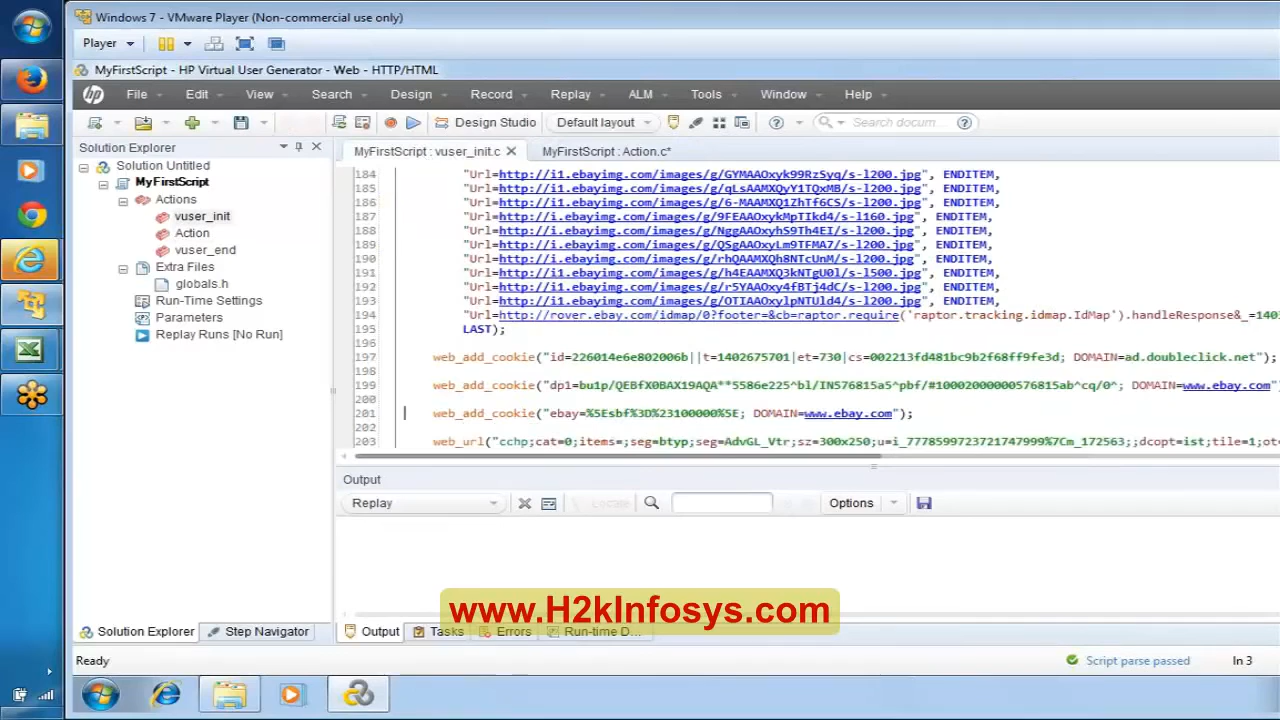 Windows 7 - VMware Player (Non-commercial use only)
Player
MyFirstScript - HP Virtual User Generator - Web - HTTP/HTML
hp File Edit View Search Design Record Replay ALM Tools Window Help
Design Studio Default layout Search docum...
Solution Explorer
MyFirstScript : vuser_init.c
MyFirstScript : Action.c*
Solution Untitled
MyFirstScript
Actions
vuser_init
Action
vuser_end
Extra Files
globals.h
Run-Time Settings
Parameters
Replay Runs [No Run]
184 "Url=http://i1.ebayimg.com/images/g/GYMAAOxyk99RzSyq/s-l200.jpg", ENDITEM,
185 "Url=http://i1.ebayimg.com/images/g/qLsAAMXQyY1TQxMB/s-l200.jpg", ENDITEM,
186 "Url=http://i1.ebayimg.com/images/g/6-MAAMXQ1ZhTf6CS/s-l200.jpg", ENDITEM,
187 "Url=http://i.ebayimg.com/images/g/9FEAAOxykMpTIkd4/s-l160.jpg", ENDITEM,
188 "Url=http://i1.ebayimg.com/images/g/NggAAOxyhS9Th4EI/s-l200.jpg", ENDITEM,
189 "Url=http://i1.ebayimg.com/images/g/QSgAAOxyLm9TFMA7/s-l200.jpg", ENDITEM,
190 "Url=http://i1.ebayimg.com/images/g/rhQAAMXQh8NTcUnM/s-l200.jpg", ENDITEM,
191 "Url=http://i1.ebayimg.com/images/g/h4EAAMXQ3kNTgU0l/s-l500.jpg", ENDITEM,
192 "Url=http://i1.ebayimg.com/images/g/r5YAAOxy4fBTj4dC/s-l200.jpg", ENDITEM,
193 "Url=http://i1.ebayimg.com/images/g/OTIAAOxylpNTUld4/s-l200.jpg", ENDITEM,
194 "Url=http://rover.ebay.com/idmap/0?footer=&cb=raptor.require('raptor.tracking.idmap.IdMap').handleResponse&_=140
195 LAST);
196
197 web_add_cookie("id=226014e6e802006b||t=1402675701|et=730|cs=002213fd481bc9b2f68ff9fe3d; DOMAIN=ad.doubleclick.net");
198
199 web_add_cookie("dp1=bu1p/QEBfX0BAX19AQA**5586e225^bl/IN576815a5^pbf/#10002000000576815ab^cq/0^; DOMAIN=www.ebay.com"
200
201 web_add_cookie("ebay=%5Esbf%3D%23100000%5E; DOMAIN=www.ebay.com");
202
203 web_url("cchp;cat=0;items=;seg=btyp;seg=AdvGL_Vtr;sz=300x250;u=i_7778599723721747999%7Cm_172563;;dcopt=ist;tile=1;ot=
Output
Replay Locate Options
www.H2kInfosys.com
Solution Explorer Step Navigator Output Tasks Errors Run-time D...
Ready Script parse passed ln 3